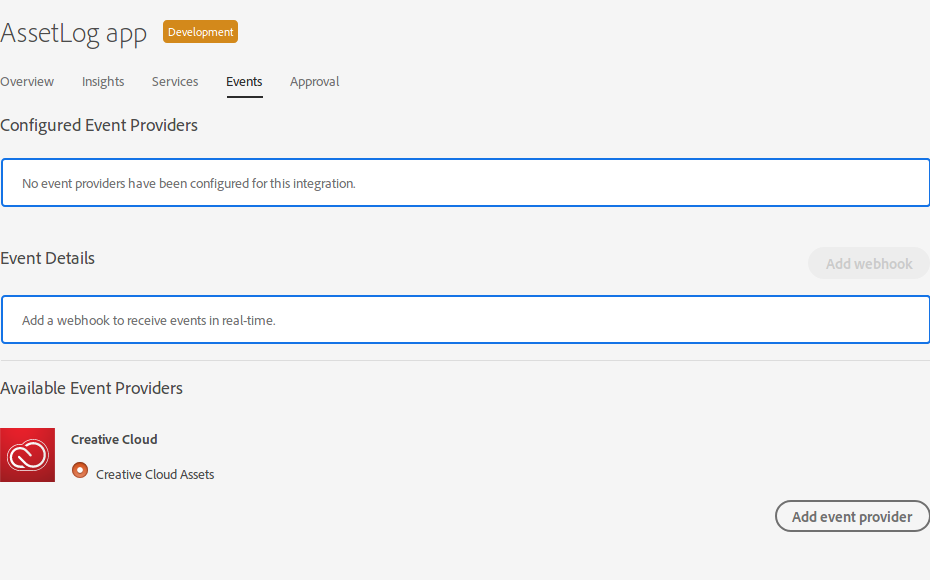 AssetLog app Development
Overview Insights Services Events Approval
Configured Event Providers
No event providers have been configured for this integration.
Event Details Add webhook
Add a webhook to receive events in real-time.
Available Event Providers
Creative Cloud
Creative Cloud Assets
Add event provider